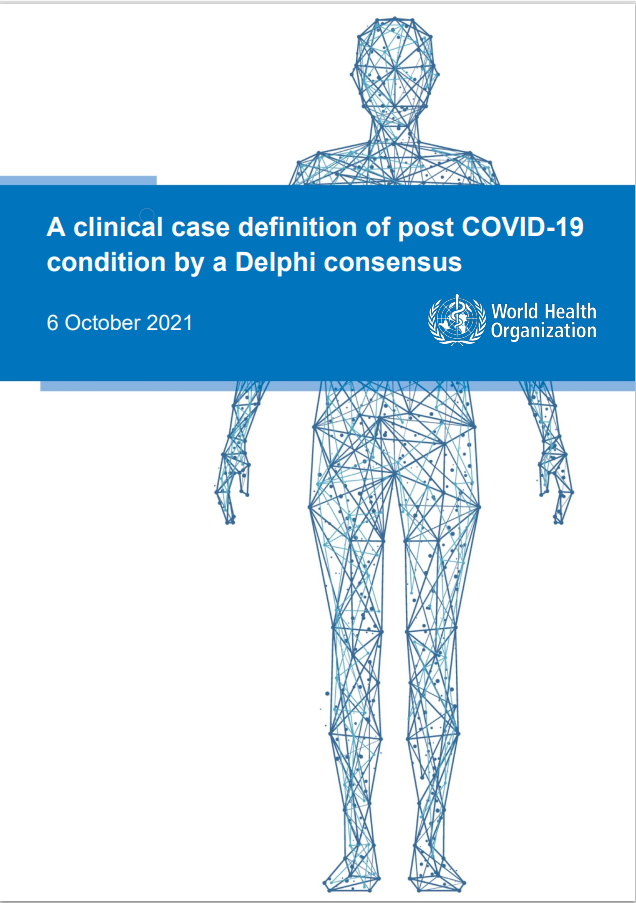 A clinical case definition of post COVID-19
condition by a Delphi consensus
6 October 2021
World Health
Organization